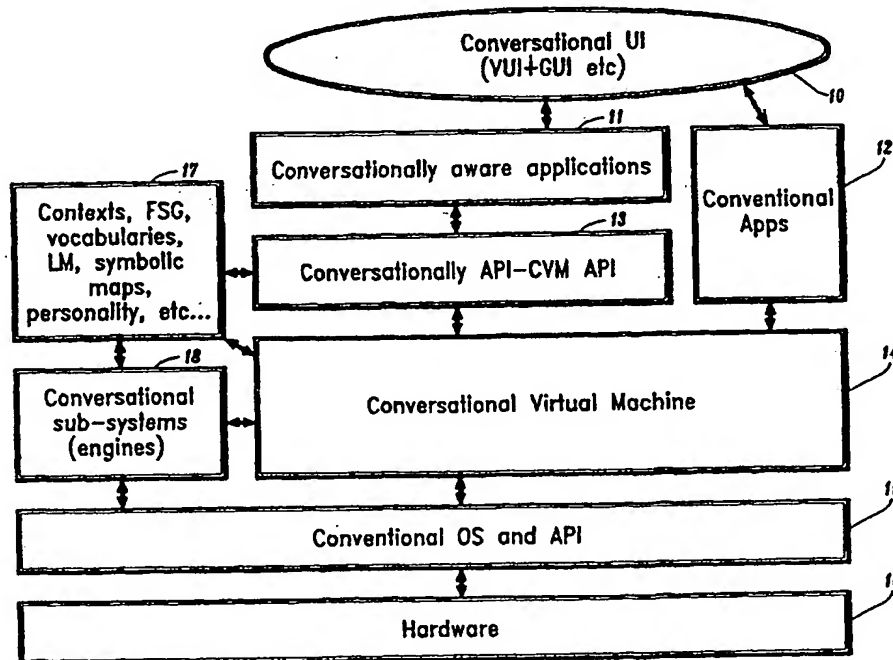 Conversational UI
(VUI+GUI etc)
10
11
Conversationally aware applications
12
Conventional
Apps
17
Contexts, FSG,
vocabularies,
LM, symbolic
maps,
personality, etc...
13
Conversationally API-CVM API
14
Conversational Virtual Machine
18
Conversational
sub-systems
(engines)
Conventional OS and API
Hardware